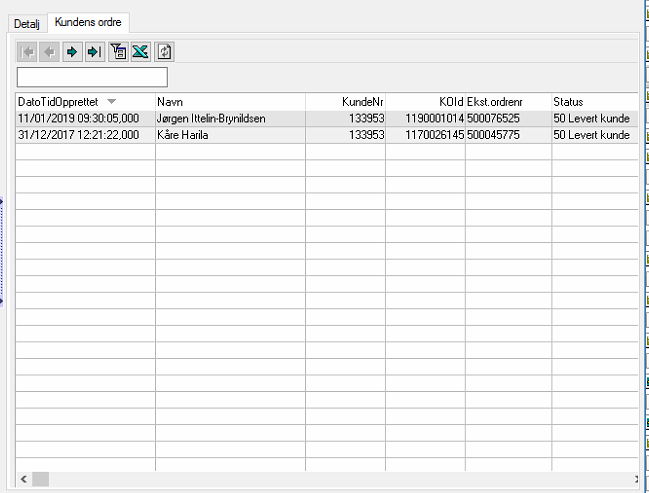 Detalj Kundens ordre
DatoTidOpprettet Navn KundeNr KOId Ekst.ordrenr Status
11/01/2019 09:30:05,000 Jørgen Ittelin-Brynildsen 133953 1190001014 500076525 50 Levert kunde
31/12/2017 12:21:22,000 Kåre Harila 133953 1170026145 500045775 50 Levert kunde